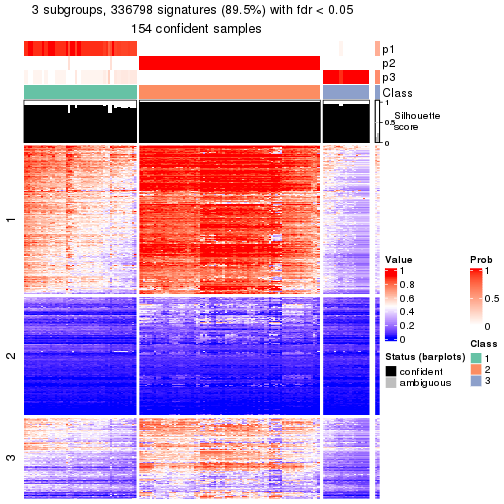 3 subgroups, 336798 signatures (89.5%) with fdr < 0.05
154 confident samples
p1
p2
p3
Class
1
0.5
0
Silhouette
score
1
2
3
Value
1
0.8
0.6
0.4
0.2
0
Prob
1
0.5
0
Status (barplots)
confident
ambiguous
Class
1
2
3